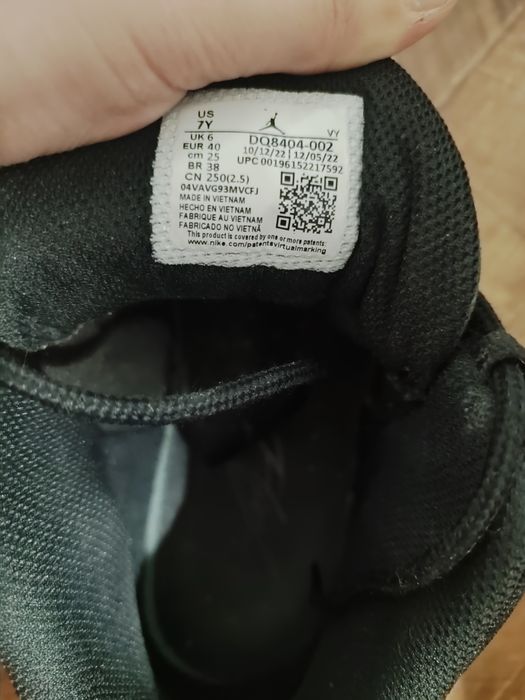 US
7Y
VY
UK 6
DQ8404-002
EUR 40
10/12/22 12/05/22
cm 25
UPC 00196152217592
BR 38
CN 250(2.5)
04VAVG93MVCFJ
MADE IN VIETNAM
HECHO EN VIETNAM
FABRIQUE AU VIETNAM
FABRICADO NO VIETNÃ
This product is covered by one or more patents:
www.nike.com/patentsvirtualmarking